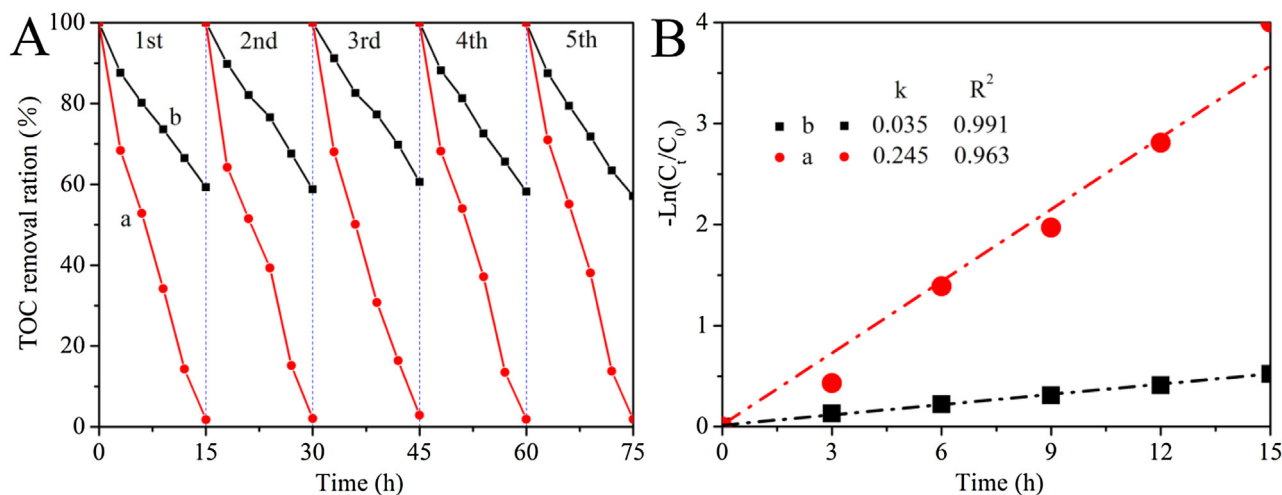 A
TOC removal ration (%)
100
80
60
40
20
0
1st 2nd 3rd 4th 5th
b
a
0 15 30 45 60 75
Time (h)
B
-Ln(Cₜ/C₀)
4
3
2
1
0
k R²
b 0.035 0.991
a 0.245 0.963
0 3 6 9 12 15
Time (h)